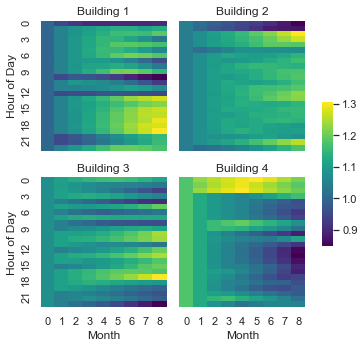 Building 1
Building 2
Hour of Day
0
3
6
9
12
15
18
21
1.3
1.2
1.1
1.0
0.9
Building 3
Building 4
Hour of Day
0
3
6
9
12
15
18
21
0 1 2 3 4 5 6 7 8
0 1 2 3 4 5 6 7 8
Month
Month